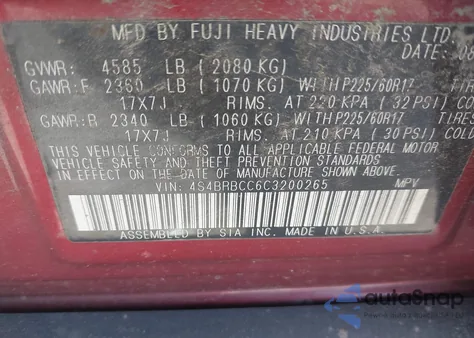 MFD BY FUJI HEAVY INDUSTRIES LTD.
DATE: 08
GVWR: 4585 LB ( 2080 KG)
GAWR:F 2360 LB ( 1070 KG) WITH P225/60R17 TIR
17X7J RIMS. AT 220 KPA ( 32 PSI) COLD
GAWR:R 2340 LB ( 1060 KG) WITH P225/60R17 TIRES
17X7J RIMS. AT 210 KPA ( 30 PSI) CO
THIS VEHICLE CONFORMS TO ALL APPLICABLE FEDERAL MOTOR
VEHICLE SAFETY AND THEFT PREVENTION STANDARDS IN EFFECT
ON THE DATE OF MANUFACTURE SHOWN ABOVE.
VIN: 4S4BRBCC6C3200265 MPV
ASSEMBLED BY SIA INC. MADE IN U.S.A.
autoSnap